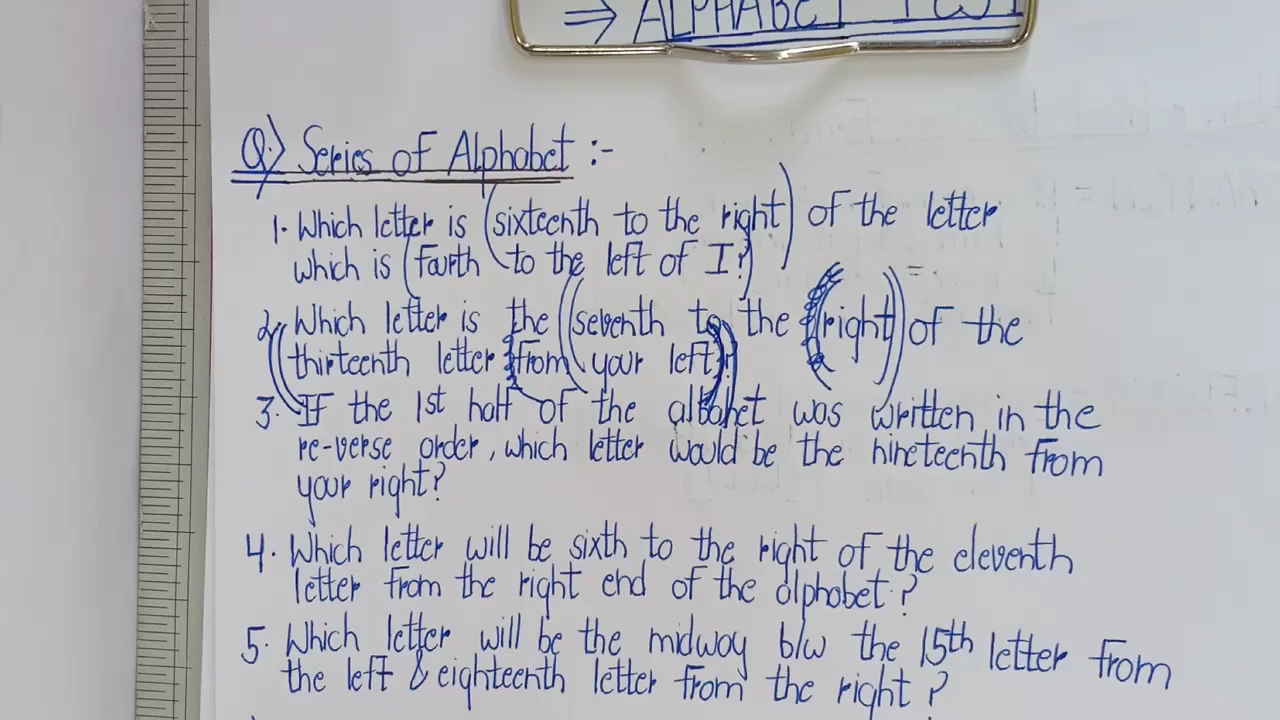 ⇒ ALPHABET TEST
Q.) Series of Alphabet :-
1. Which letter is (sixteenth to the right) of the letter
which is (fourth to the left of I?)
2. Which letter is the (seventh to the (right) of the
thirteenth letter from your left?
3. If the 1st half of the alphabet was written in the
re-verse order, which letter would be the nineteenth from
your right?
4. Which letter will be sixth to the right of the eleventh
letter from the right end of the alphabet?
5. Which letter will be the midway b/w the 15th letter from
the left & eighteenth letter from the right?